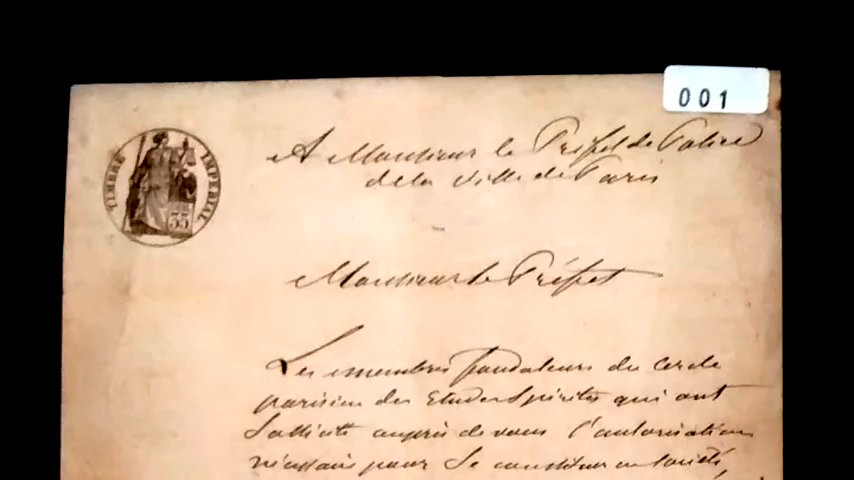 001
TIMBRE IMPERIAL
35
A Monsieur le Préfet de Police
de la Ville de Paris
Monsieur le Préfet
Les membres fondateurs du cercle
parisien des Etudes Spirites qui ont
sollicité auprès de vous l'autorisation
nécessaire pour se constituer en Société,